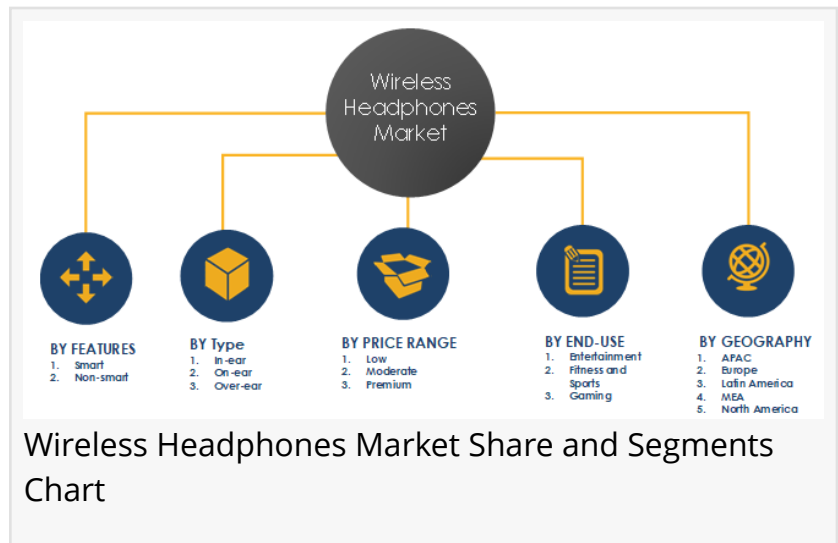 Wireless
Headphones
Market
BY FEATURES
1. Smart
2. Non-smart
BY Type
1. In-ear
2. On-ear
3. Over-ear
BY PRICE RANGE
1. Low
2. Moderate
3. Premium
BY END-USE
1. Entertainment
2. Fitness and
Sports
3. Gaming
BY GEOGRAPHY
1. APAC
2. Europe
3. Latin America
4. MEA
5. North America
Wireless Headphones Market Share and Segments
Chart